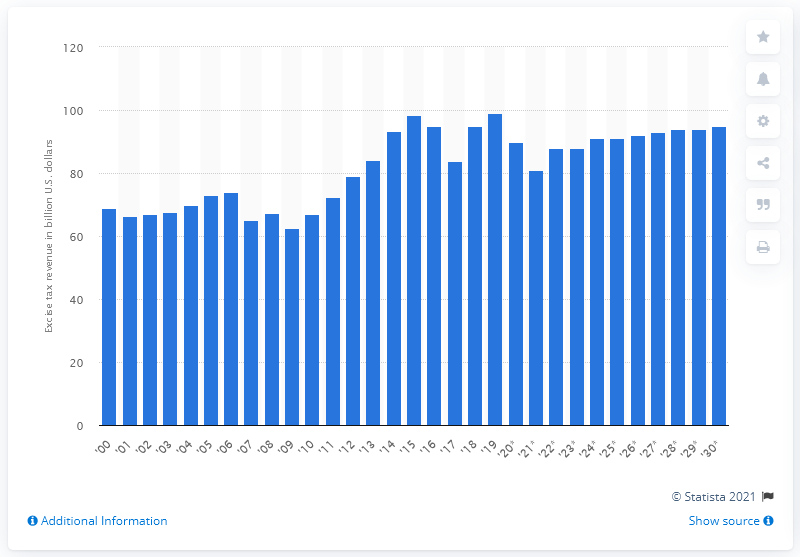 120
100
80
60
40
20
0
Excise tax revenue in billion U.S. dollars
'00 '01 '02 '03 '04 '05 '06 '07 '08 '09 '10 '11 '12 '13 '14 '15 '16 '17 '18 '19 '20* '21* '22* '23* '24* '25* '26* '27* '28* '29* '30*
© Statista 2021
Additional Information
Show source